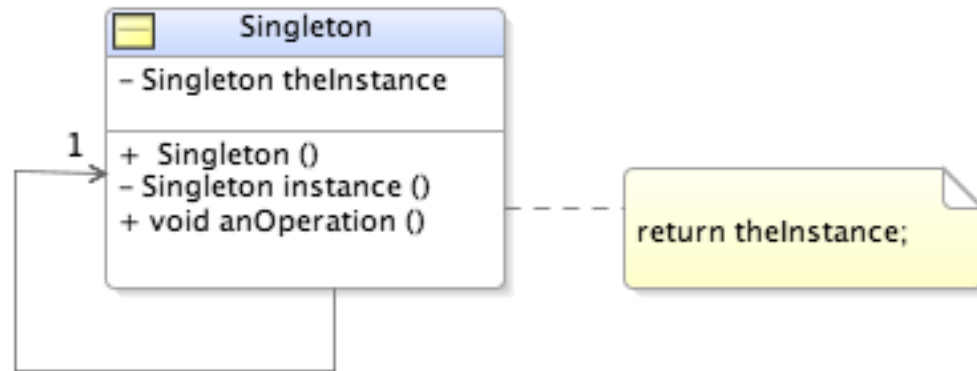 Singleton
- Singleton theInstance
1
+ Singleton ()
- Singleton instance ()
+ void anOperation ()
return theInstance;